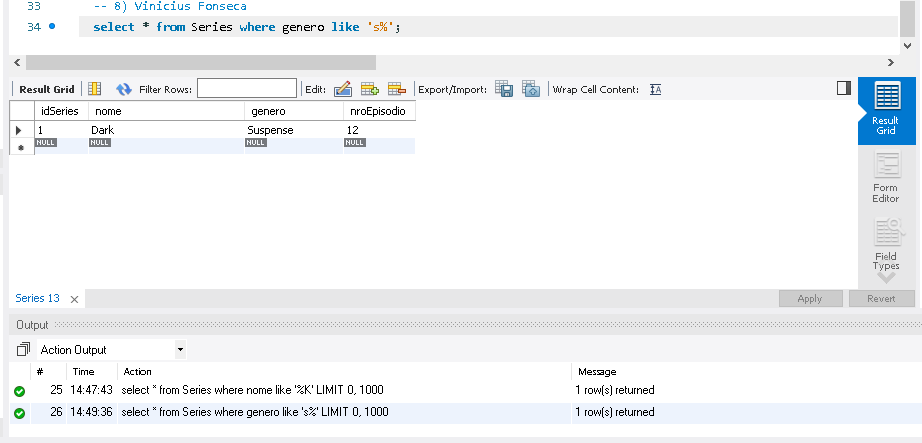 33 -- 8) Vinicius Fonseca
34 select * from Series where genero like 's%';
Result Grid Filter Rows: Edit: Export/Import: Wrap Cell Content: IA
idSeries nome genero nroEpisodio
1 Dark Suspense 12
NULL NULL NULL NULL
Result
Grid
Form
Editor
Field
Types
Series 13 Apply Revert
Output
Action Output
# Time Action Message
25 14:47:43 select * from Series where nome like '%K' LIMIT 0, 1000 1 row(s) returned
26 14:49:36 select * from Series where genero like 's%' LIMIT 0, 1000 1 row(s) returned